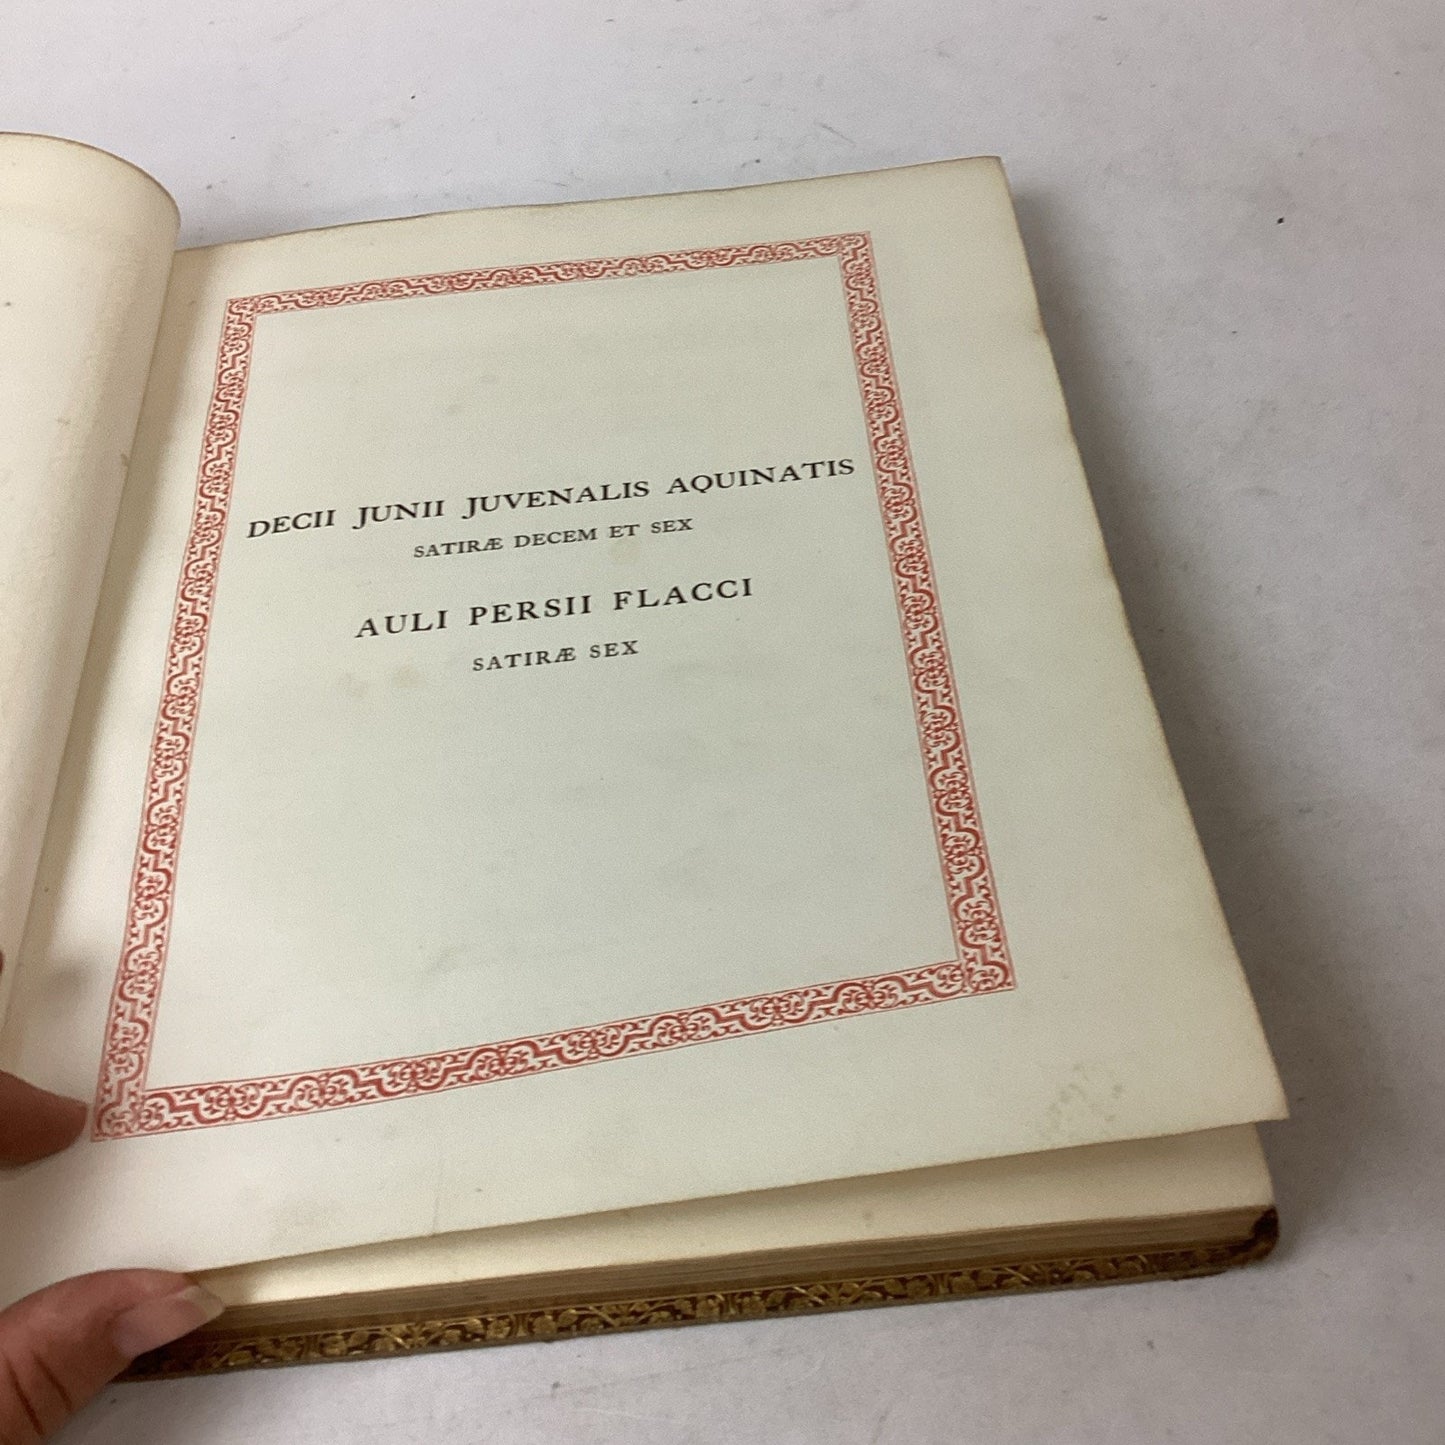 DECII JUNII JUVENALIS AQUINATIS
SATIRÆ DECEM ET SEX
AULI PERSII FLACCI
SATIRÆ SEX